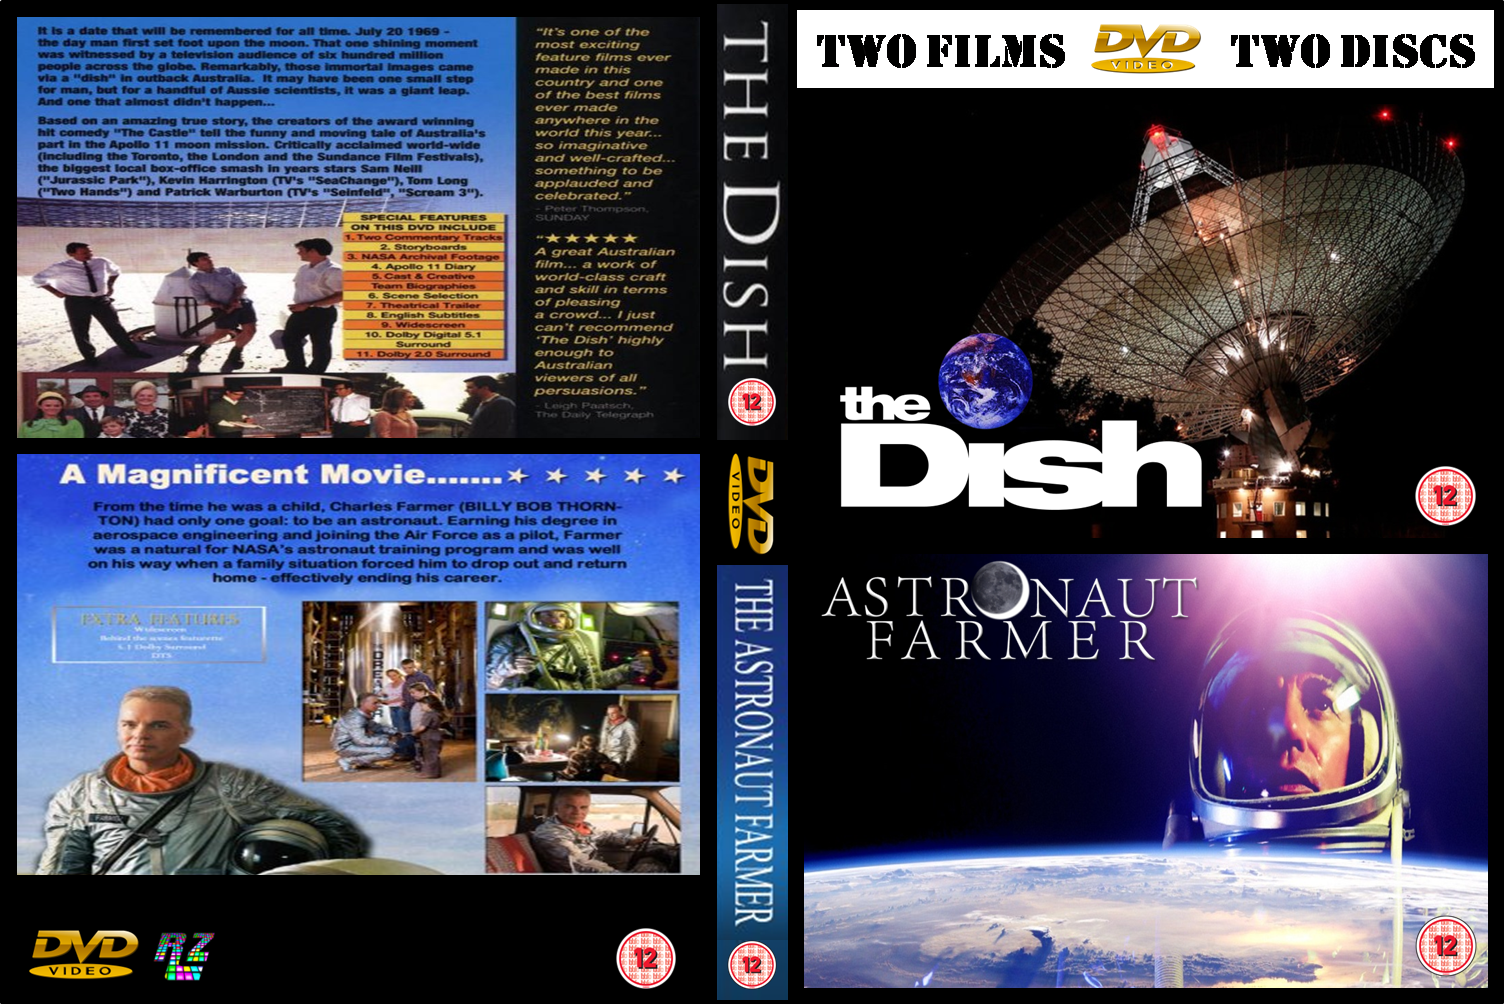 It is a date that will be remembered for all time. July 20 1969 -
the day man first set foot upon the moon. That one shining moment
was witnessed by a television audience of six hundred million
people across the globe. Remarkably, those immortal images came
via a "dish" in outback Australia. It may have been one small step
for man, but for a handful of Aussie scientists, it was a giant leap.
And one that almost didn't happen...
Based on an amazing true story, the creators of the award winning
hit comedy "The Castle" tell the funny and moving tale of Australia's
part in the Apollo 11 moon mission. Critically acclaimed world-wide
(including the Toronto, the London and the Sundance Film Festivals),
the biggest local box-office smash in years stars Sam Neill
("Jurassic Park"), Kevin Harrington (TV's "SeaChange"), Tom Long
("Two Hands") and Patrick Warburton (TV's "Seinfeld", "Scream 3").
SPECIAL FEATURES
ON THIS DVD INCLUDE
1. Two Commentary Tracks
2. Storyboards
3. NASA Archival Footage
4. Apollo 11 Diary
5. Cast & Creative
Team Biographies
6. Scene Selection
7. Theatrical Trailer
8. English Subtitles
9. Widescreen
10. Dolby Digital 5.1
Surround
11. Dolby 2.0 Surround
"It's one of the
most exciting
feature films ever
made in this
country and one
of the best films
ever made
anywhere in the
world this year...
so imaginative
and well-crafted...
something to be
applauded and
celebrated."
- Peter Thompson,
SUNDAY
"★★★★★
A great Australian
film... a work of
world-class craft
and skill in terms
of pleasing
a crowd... I just
can't recommend
'The Dish' highly
enough to
Australian
viewers of all
persuasions."
- Leigh Paatsch,
The Daily Telegraph
A Magnificent Movie.......★ ★ ★ ★ ★
From the time he was a child, Charles Farmer (BILLY BOB THORN-
TON) had only one goal: to be an astronaut. Earning his degree in
aerospace engineering and joining the Air Force as a pilot, Farmer
was a natural for NASA's astronaut training program and was well
on his way when a family situation forced him to drop out and return
home - effectively ending his career.
EXTRA FEATURES
Widescreen
Behind the scenes featurette
5.1 Dolby Surround
DTS
DREA
FARMER
DVD
VIDEO
RZ
12
THE DISH
12
DVD
VIDEO
THE ASTRONAUT FARMER
12
TWO FILMS
DVD
VIDEO
TWO DISCS
the
Dish
12
ASTRONAUT
FARMER
12